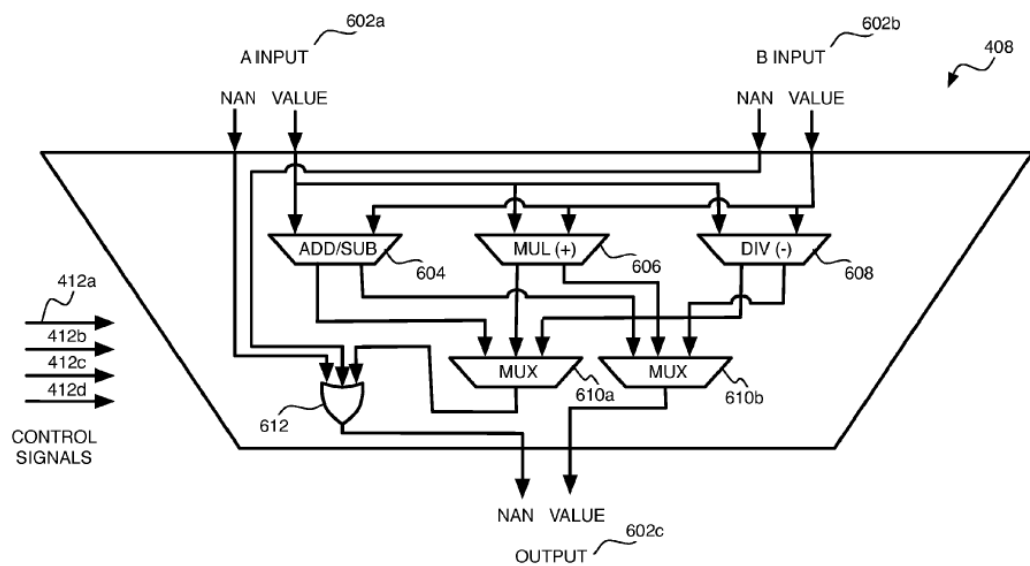 602a
A INPUT
602b
B INPUT
408
NAN VALUE
NAN VALUE
ADD/SUB
604
MUL (+)
606
DIV (-)
608
412a
412b
412c
412d
CONTROL
SIGNALS
MUX
610a
MUX
610b
612
NAN VALUE
602c
OUTPUT